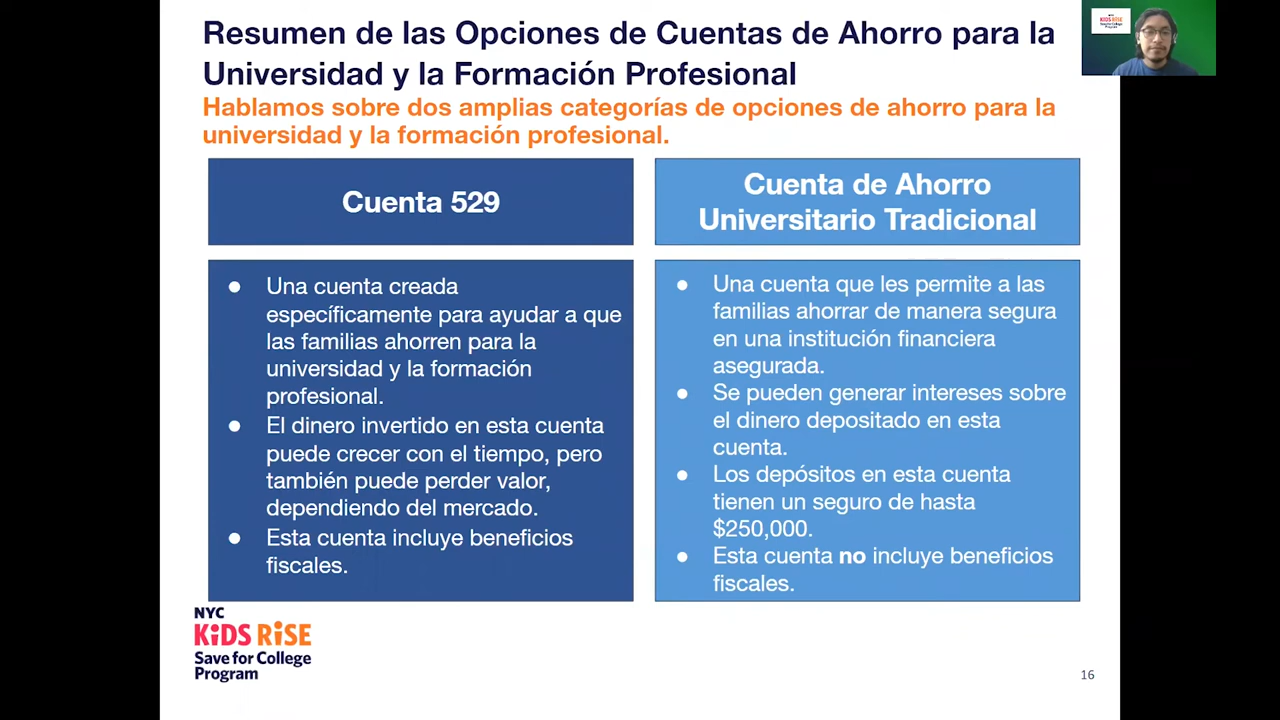 Resumen de las Opciones de Cuentas de Ahorro para la
Universidad y la Formación Profesional
Hablamos sobre dos amplias categorías de opciones de ahorro para la
universidad y la formación profesional.
Cuenta 529
● Una cuenta creada
específicamente para ayudar a que
las familias ahorren para la
universidad y la formación
profesional.
● El dinero invertido en esta cuenta
puede crecer con el tiempo, pero
también puede perder valor,
dependiendo del mercado.
● Esta cuenta incluye beneficios
fiscales.
Cuenta de Ahorro
Universitario Tradicional
● Una cuenta que les permite a las
familias ahorrar de manera segura
en una institución financiera
asegurada.
● Se pueden generar intereses sobre
el dinero depositado en esta
cuenta.
● Los depósitos en esta cuenta
tienen un seguro de hasta
$250,000.
● Esta cuenta no incluye beneficios
fiscales.
NYC
KiDS RiSE
Save for College
Program
16
KiDS RiSE